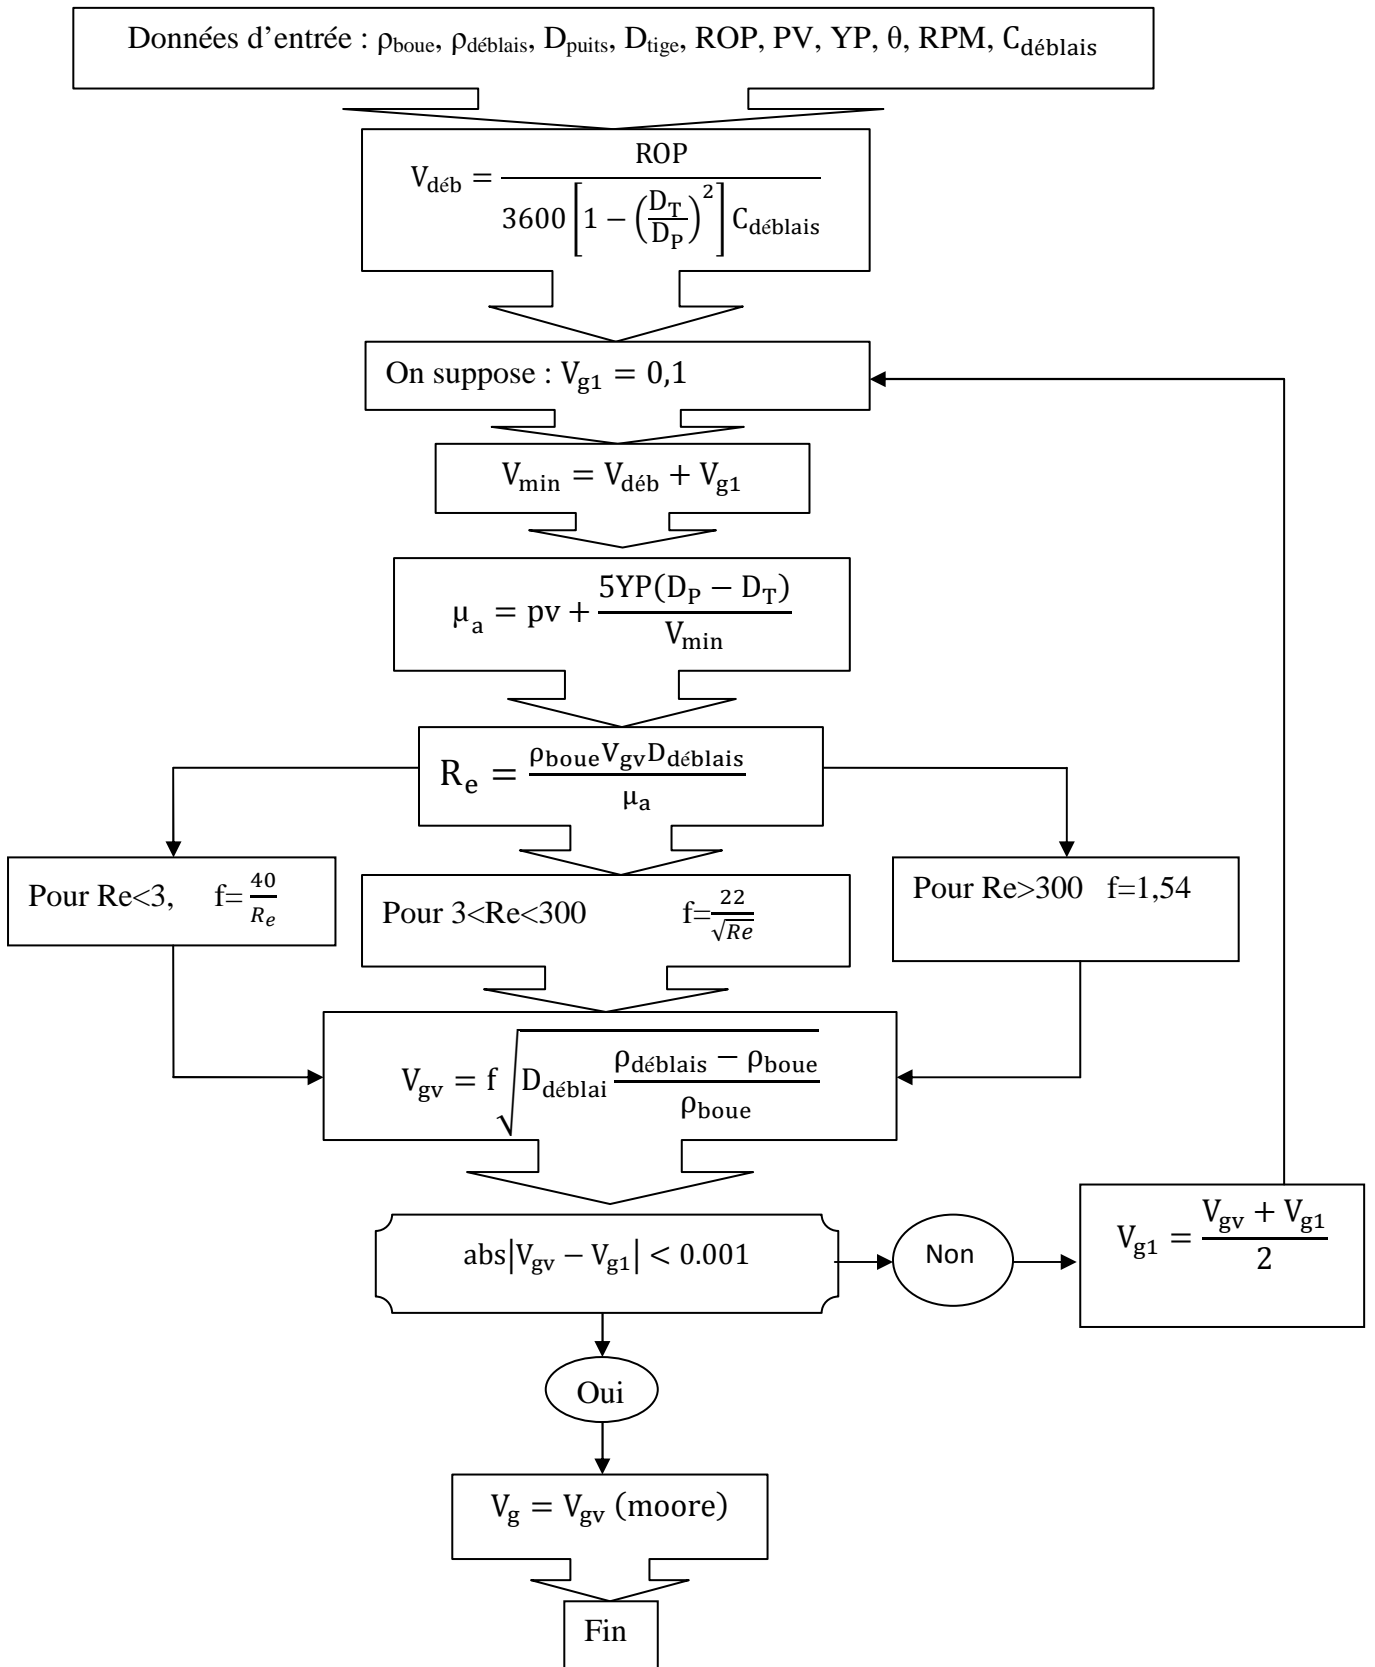 Données d'entrée : ρboue, ρdéblais, Dpuits, Dtige, ROP, PV, YP, θ, RPM, Cdéblais
Vdéb = ROP / 3600 [1 − (DT/DP)²] Cdéblais
On suppose : Vg1 = 0,1
Vmin = Vdéb + Vg1
μa = pv + 5YP(DP − DT) / Vmin
Re = ρboueVgvDdéblais / μa
Pour Re<3, f= 40/Re
Pour 3<Re<300 f= 22/√Re
Pour Re>300 f=1,54
Vgv = f √(Ddéblai (ρdéblais − ρboue) / ρboue)
abs|Vgv − Vg1| < 0.001
Non
Vg1 = (Vgv + Vg1) / 2
Oui
Vg = Vgv (moore)
Fin